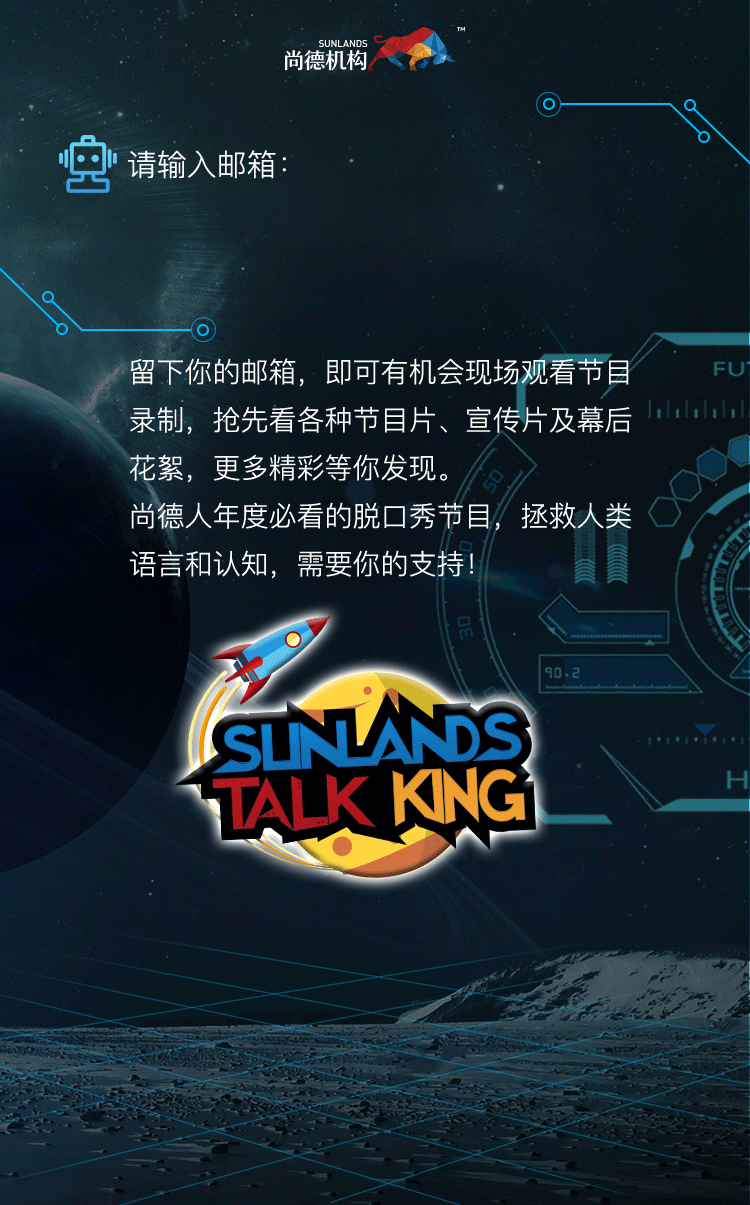 SUNLANDS
尚德机构
TM
请输入邮箱：
留下你的邮箱，即可有机会现场观看节目
录制，抢先看各种节目片、宣传片及幕后
花絮，更多精彩等你发现。
尚德人年度必看的脱口秀节目，拯救人类
语言和认知，需要你的支持！
FU
50
30
90.2
H
SUNLANDS
TALK KING